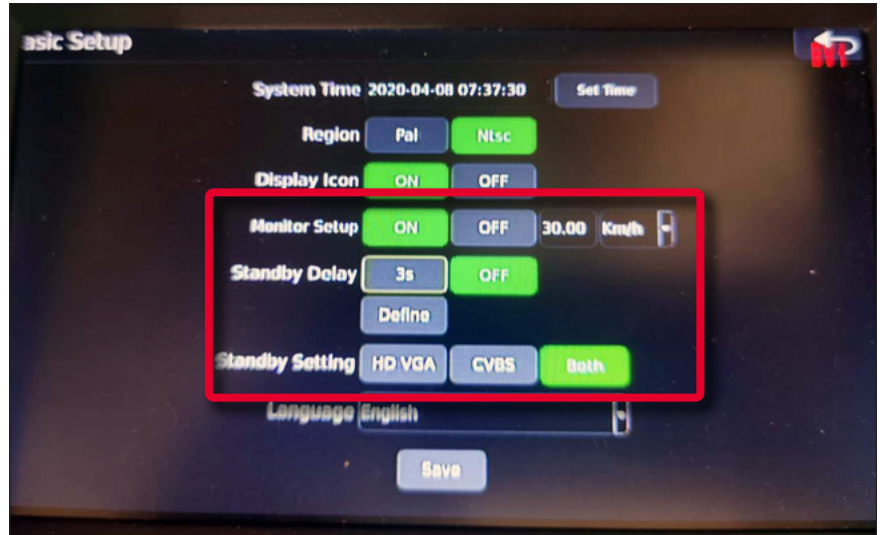 asic Setup
System Time 2020-04-08 07:37:30 Set Time
Region Pal Ntsc
Display Icon ON OFF
Monitor Setup ON OFF 30.00 Km/h
Standby Delay 3s OFF
Define
Standby Setting HD VGA CVBS Both
Language English
Save